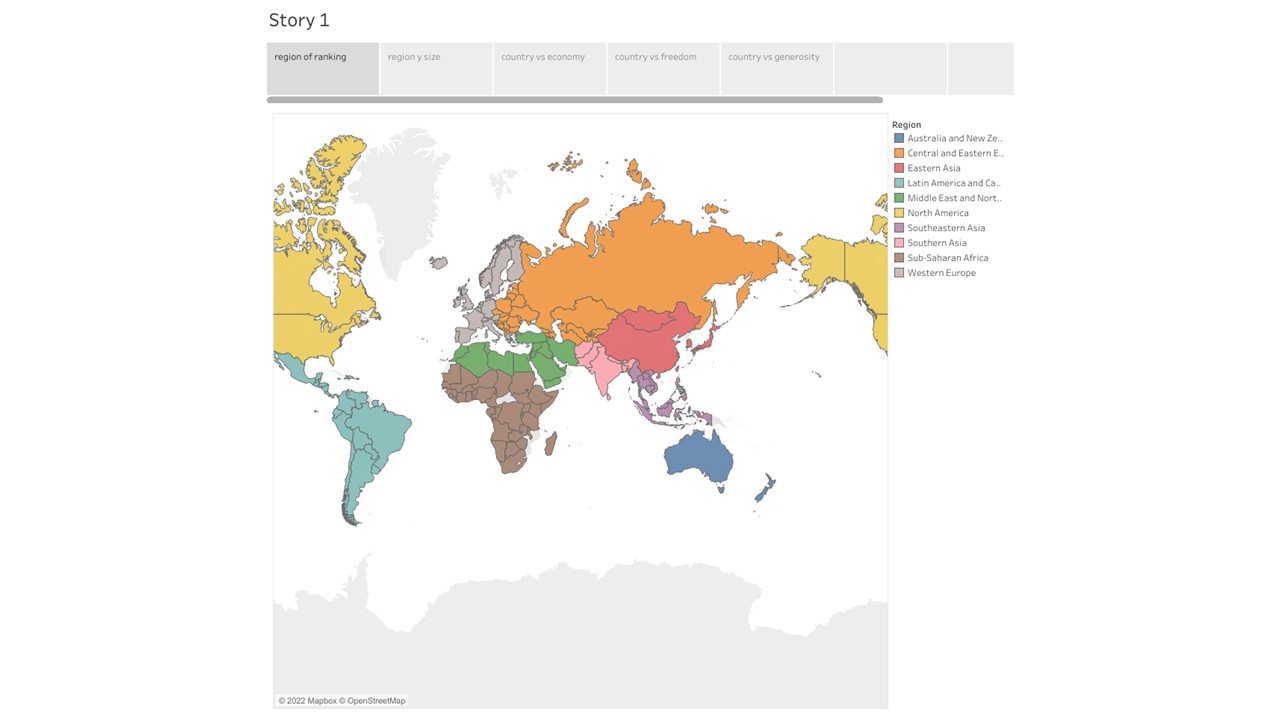 Story 1
region of ranking
region y size
country vs economy
country vs freedom
country vs generosity
Region
Australia and New Ze..
Central and Eastern E..
Eastern Asia
Latin America and Ca..
Middle East and Nort..
North America
Southeastern Asia
Southern Asia
Sub-Saharan Africa
Western Europe
© 2022 Mapbox © OpenStreetMap